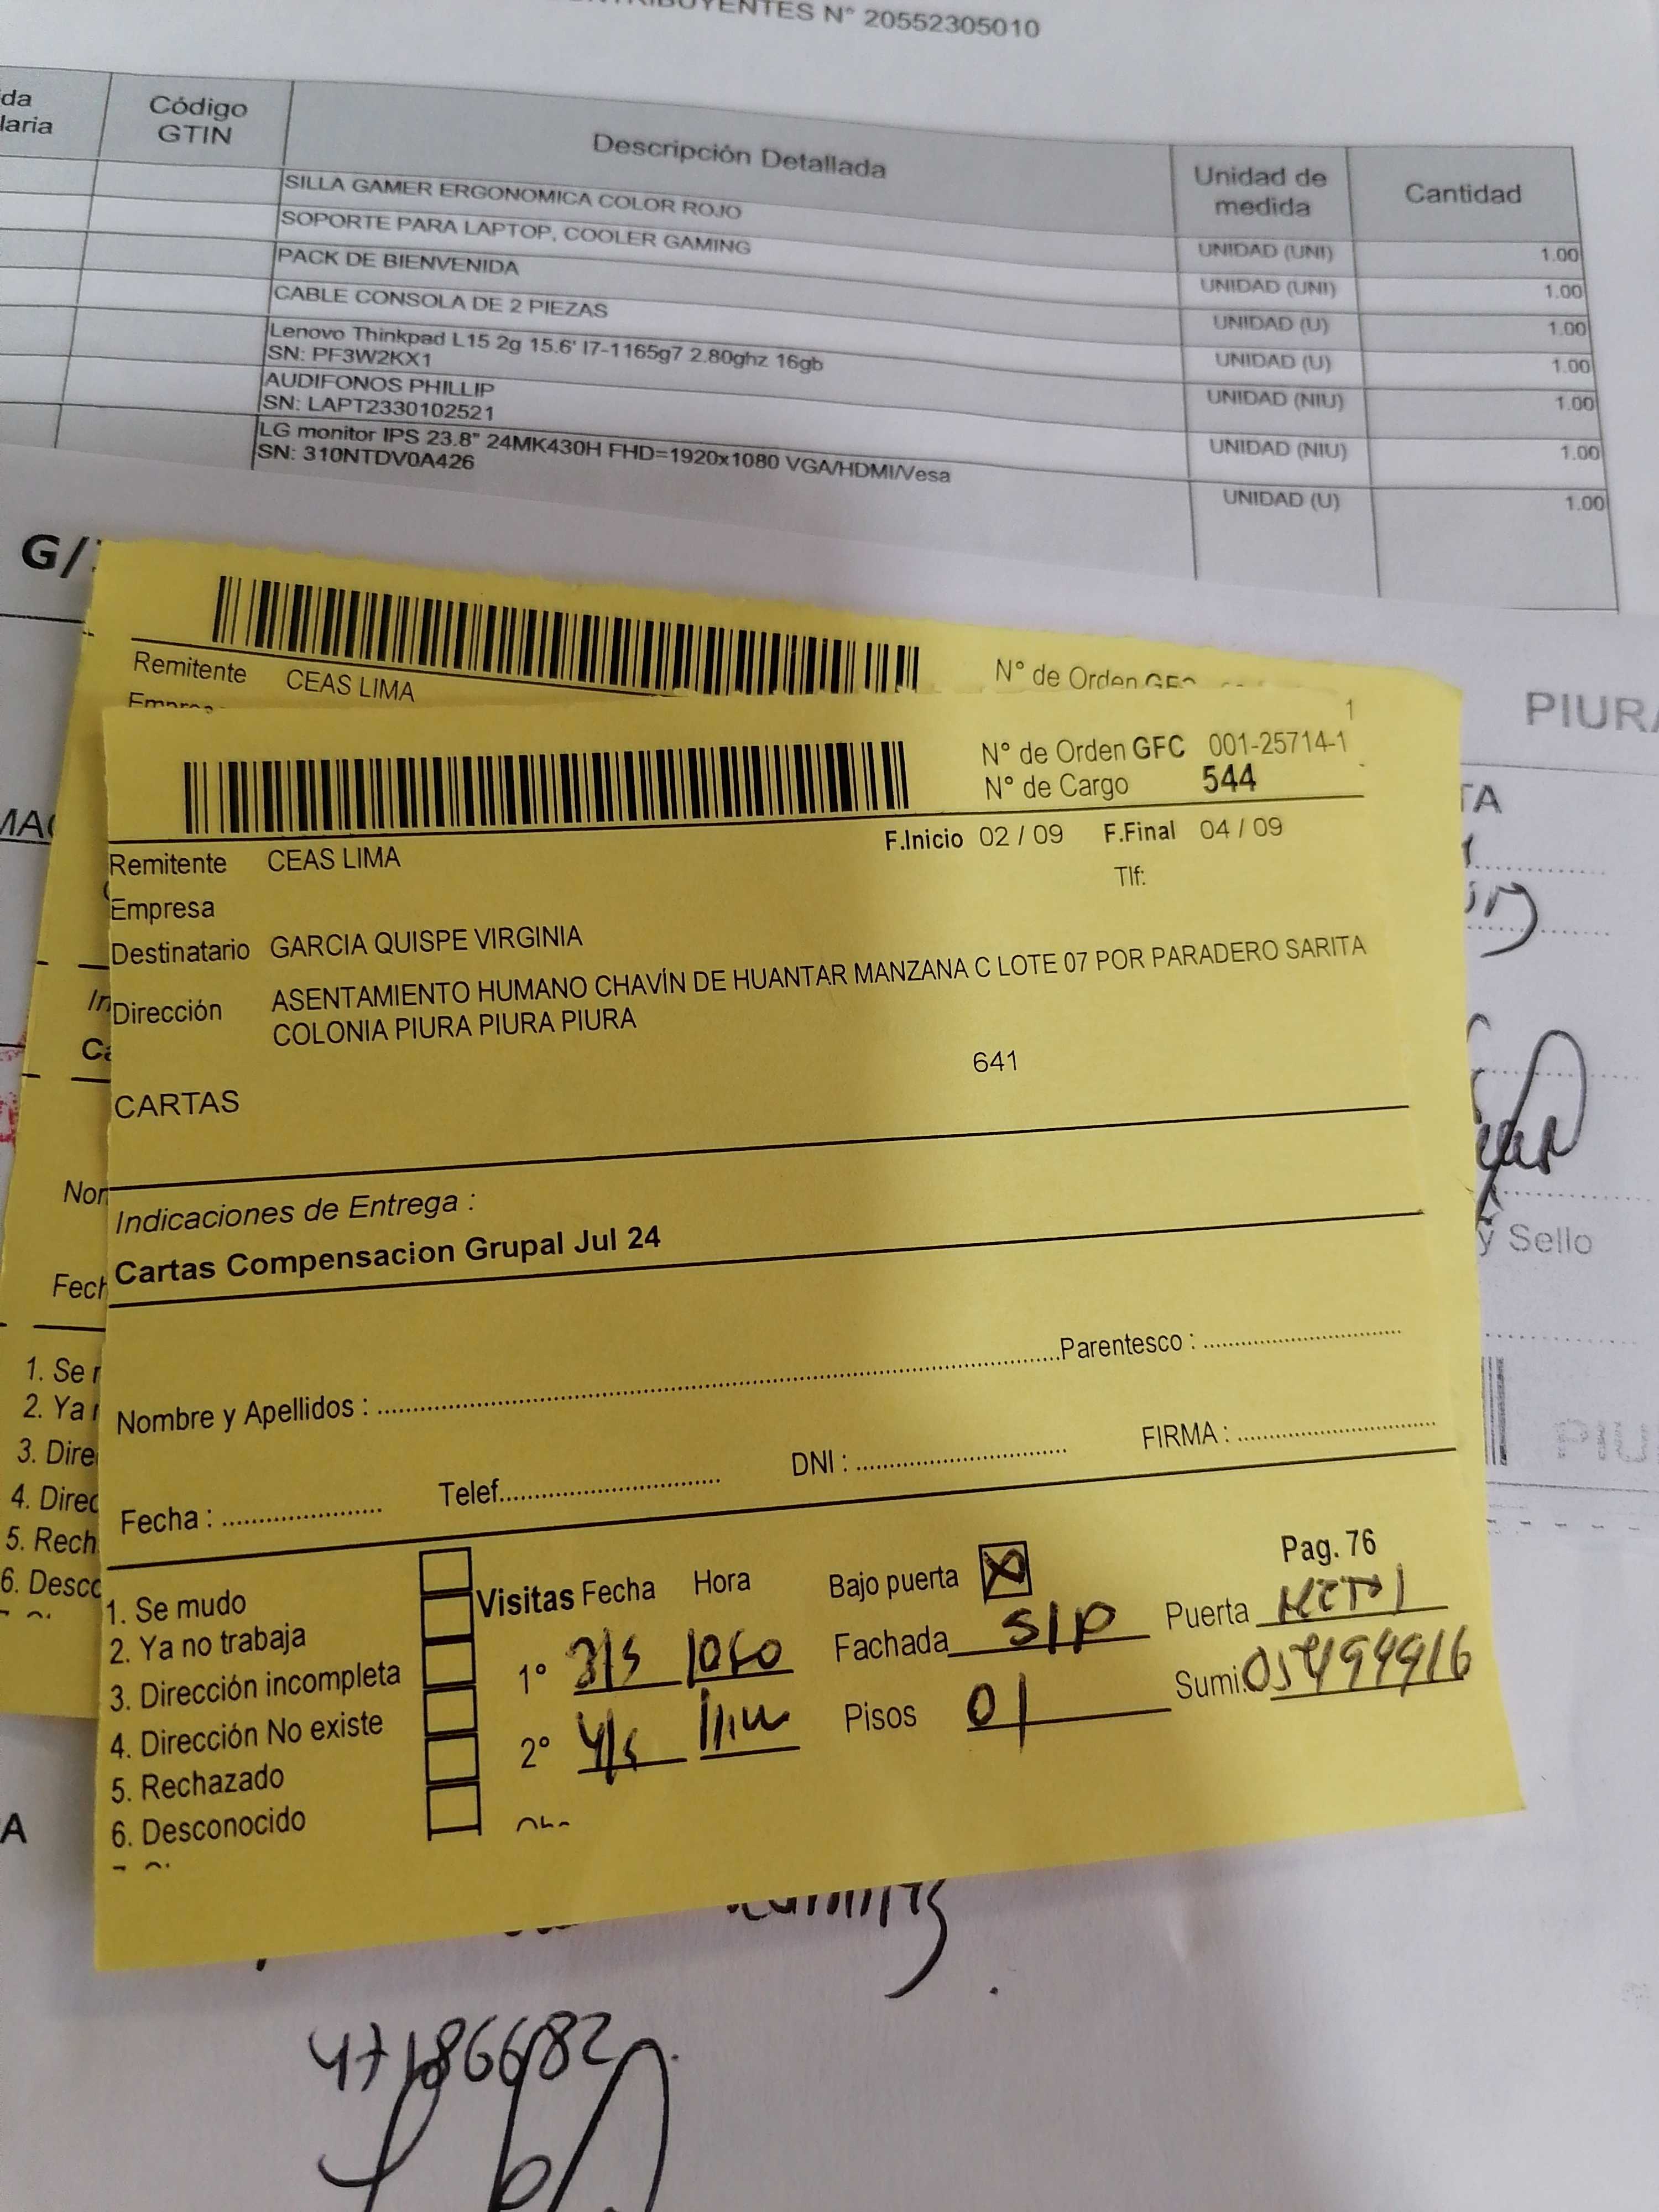 CONTRIBUYENTES N° 20552305010
Código GTIN
Descripción Detallada
Unidad de medida
Cantidad
SILLA GAMER ERGONOMICA COLOR ROJO
UNIDAD (UNI)
1.00
SOPORTE PARA LAPTOP, COOLER GAMING
UNIDAD (UNI)
1.00
PACK DE BIENVENIDA
UNIDAD (U)
1.00
CABLE CONSOLA DE 2 PIEZAS
UNIDAD (U)
1.00
Lenovo Thinkpad L15 2g 15.6' I7-1165g7 2.80ghz 16gb
SN: PF3W2KX1
UNIDAD (NIU)
1.00
AUDIFONOS PHILLIP
SN: LAPT2330102521
UNIDAD (NIU)
1.00
LG monitor IPS 23.8" 24MK430H FHD=1920x1080 VGA/HDMI/Vesa
SN: 310NTDV0A426
UNIDAD (U)
1.00
G/
PIURA
Remitente CEAS LIMA
N° de Orden
1
N° de Orden GFC 001-25714-1
N° de Cargo 544
F.Inicio 02 / 09 F.Final 04 / 09
Remitente CEAS LIMA
Tlf:
Empresa
Destinatario GARCIA QUISPE VIRGINIA
Dirección ASENTAMIENTO HUMANO CHAVÍN DE HUANTAR MANZANA C LOTE 07 POR PARADERO SARITA
COLONIA PIURA PIURA PIURA
641
CARTAS
Indicaciones de Entrega :
Cartas Compensacion Grupal Jul 24
Nombre y Apellidos : Parentesco :
Fecha : Telef. DNI : FIRMA :
Pag. 76
1. Se mudo
2. Ya no trabaja
3. Dirección incompleta
4. Dirección No existe
5. Rechazado
6. Desconocido
Visitas Fecha Hora
1°
2°
Bajo puerta X
Fachada S/P
Pisos 01
Puerta
Sumi:
y Sello
47186682